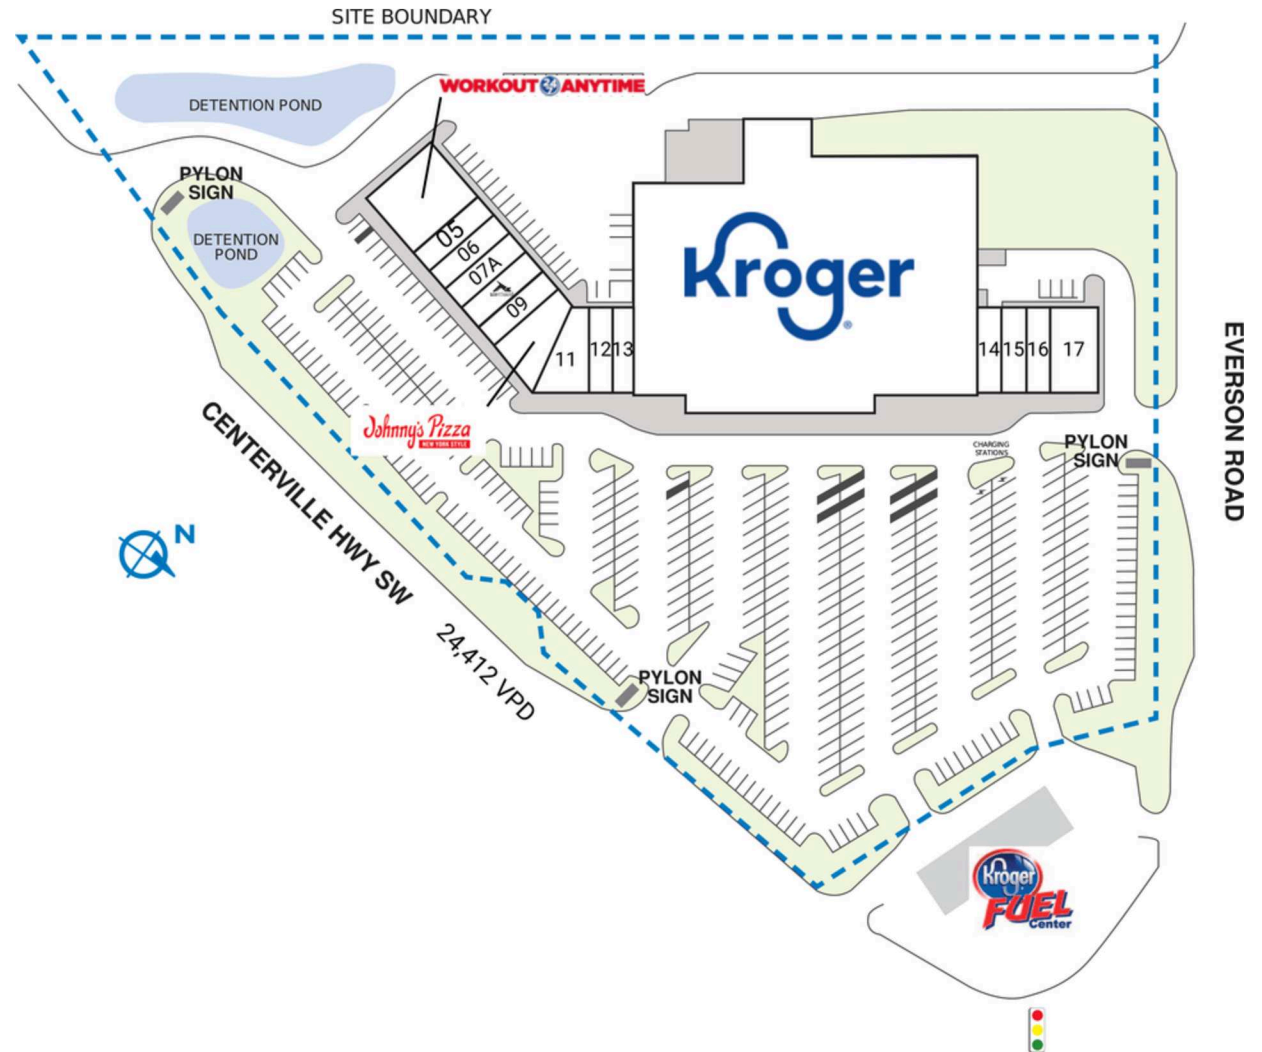 SITE BOUNDARY
WORKOUT 24 ANYTIME
DETENTION POND
PYLON
SIGN
DETENTION
POND
05
06
07A
09
11
12
13
Kroger
®
14
15
16
17
Johnny's Pizza
NEW YORK STYLE
CHARGING
STATIONS
PYLON
SIGN
EVERSON ROAD
CENTERVILLE HWY SW
24,412 VPD
N
PYLON
SIGN
Kroger
FUEL
Center